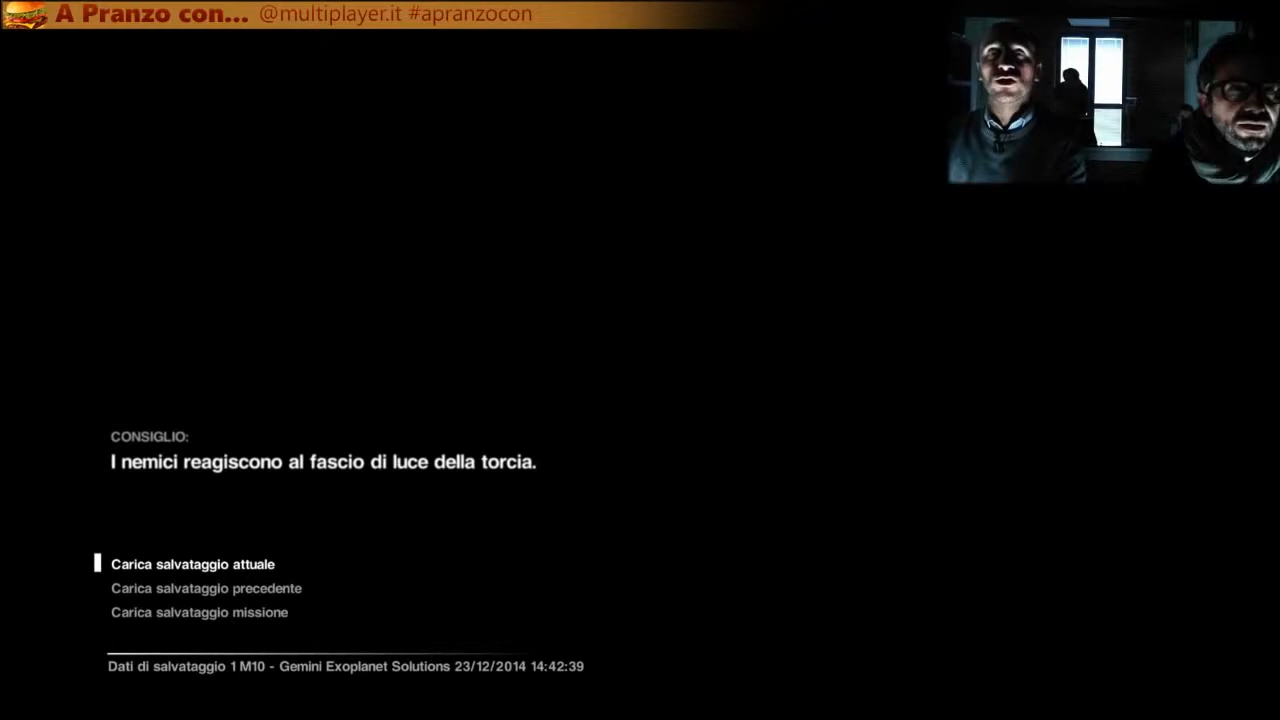 A Pranzo con... @multiplayer.it #apranzocon
CONSIGLIO:
I nemici reagiscono al fascio di luce della torcia.
Carica salvataggio attuale
Carica salvataggio precedente
Carica salvataggio missione
Dati di salvataggio 1 M10 - Gemini Exoplanet Solutions 23/12/2014 14:42:39